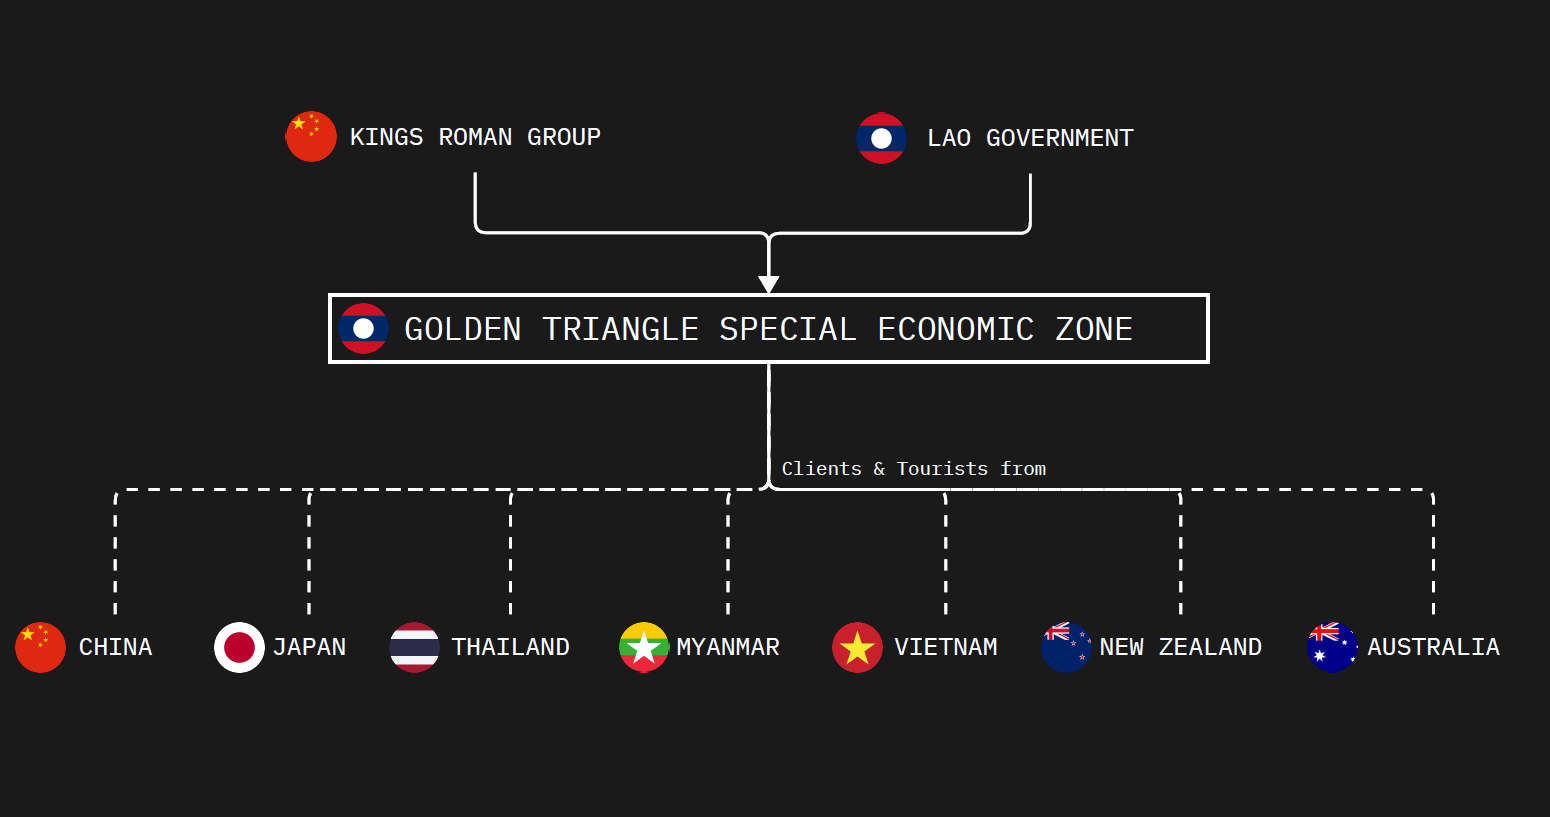 KINGS ROMAN GROUP
LAO GOVERNMENT
GOLDEN TRIANGLE SPECIAL ECONOMIC ZONE
Clients & Tourists from
CHINA
JAPAN
THAILAND
MYANMAR
VIETNAM
NEW ZEALAND
AUSTRALIA